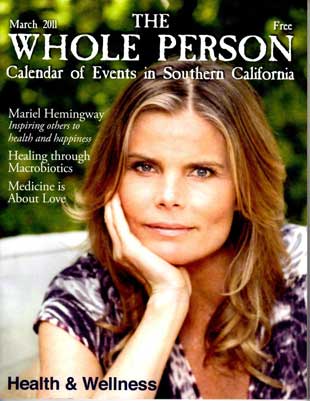 March 2011
THE
Free
WHOLE PERSON
Calendar of Events in Southern California
Mariel Hemingway
Inspiring others to
health and happiness
Healing through
Macrobiotics
Medicine is
About Love
Health & Wellness